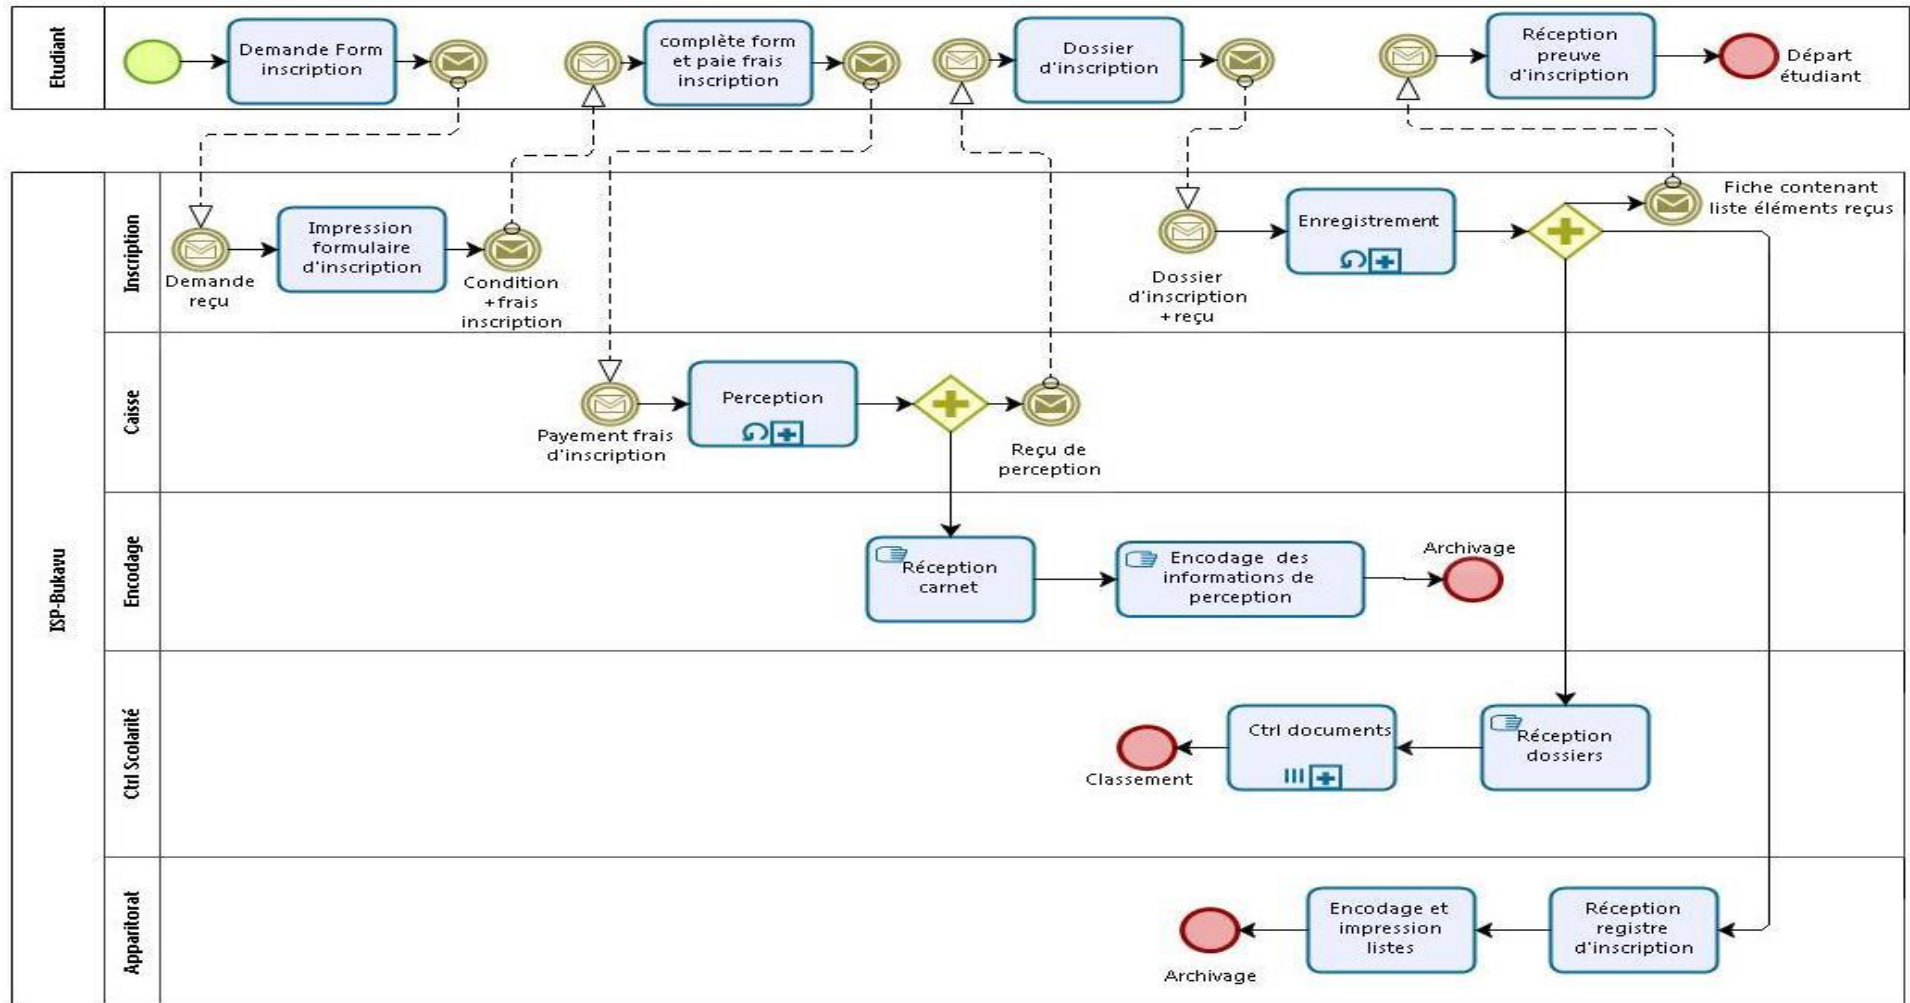 Etudiant
Demande Form
inscription
complète form
et paie frais
inscription
Dossier
d'inscription
Réception
preuve
d'inscription
Départ
étudiant
ISP-Bukavu
Inscription
Demande
reçu
Impression
formulaire
d'inscription
Condition
+frais
inscription
Dossier
d'inscription
+reçu
Enregistrement
Fiche contenant
liste éléments reçus
Caisse
Payement frais
d'inscription
Perception
Reçu de
perception
Encodage
Réception
carnet
Encodage des
informations de
perception
Archivage
Ctrl Scolarité
Classement
Ctrl documents
Réception
dossiers
Apparitorat
Archivage
Encodage et
impression
listes
Réception
registre
d'inscription